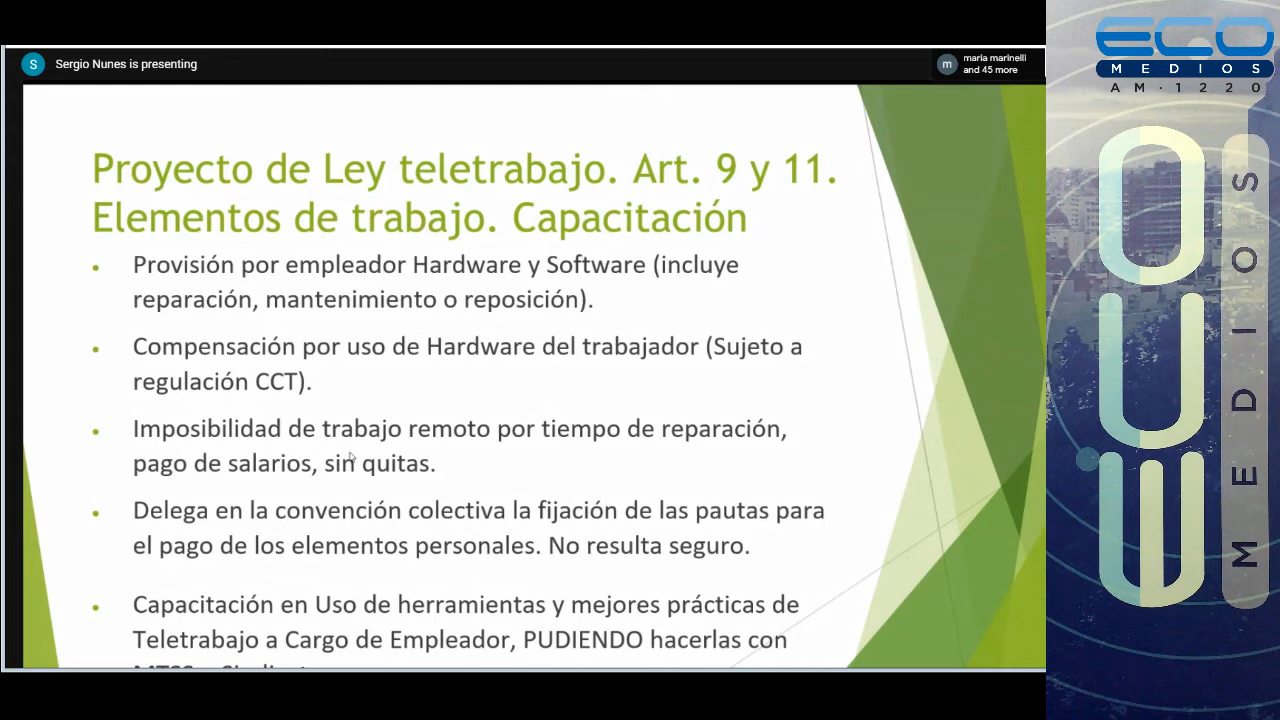 S
Sergio Nunes is presenting
m
maria marinelli
and 45 more
Proyecto de Ley teletrabajo. Art. 9 y 11.
Elementos de trabajo. Capacitación
• Provisión por empleador Hardware y Software (incluye
reparación, mantenimiento o reposición).
• Compensación por uso de Hardware del trabajador (Sujeto a
regulación CCT).
• Imposibilidad de trabajo remoto por tiempo de reparación,
pago de salarios, sin quitas.
• Delega en la convención colectiva la fijación de las pautas para
el pago de los elementos personales. No resulta seguro.
• Capacitación en Uso de herramientas y mejores prácticas de
Teletrabajo a Cargo de Empleador, PUDIENDO hacerlas con
ECO
MEDIOS
AM·1220
ECO
MEDIOS